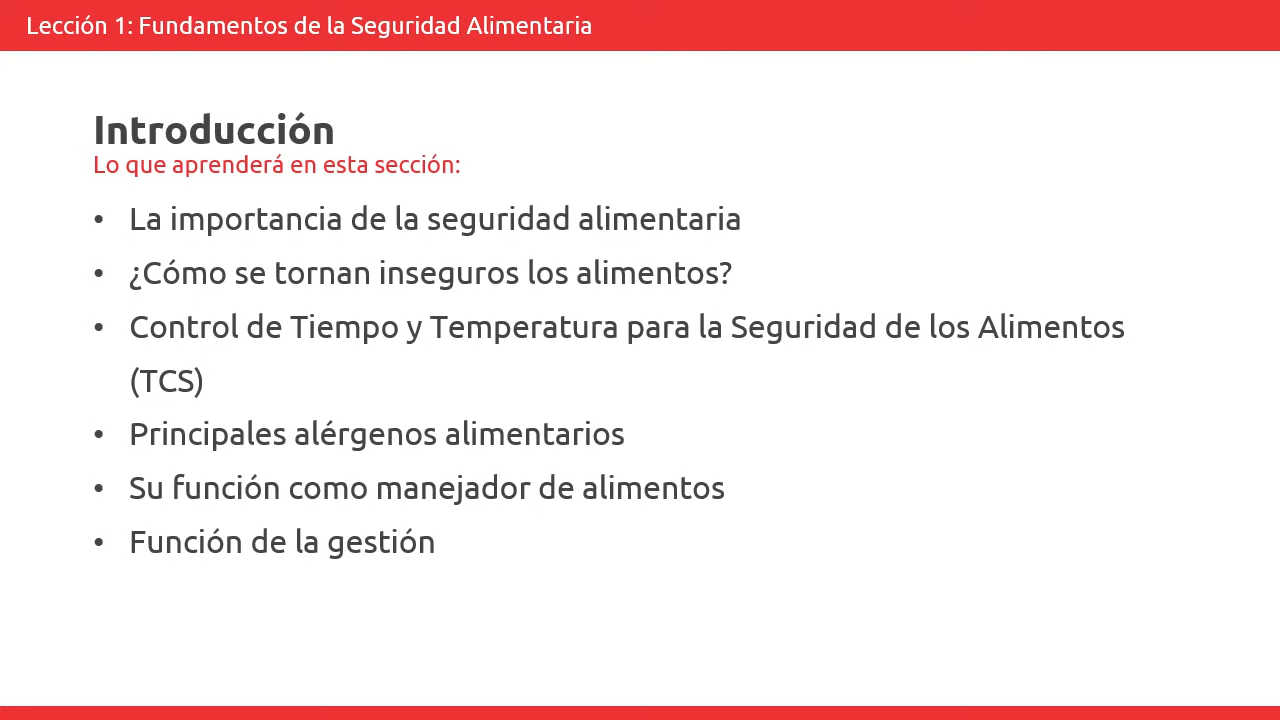 Lección 1: Fundamentos de la Seguridad Alimentaria
Introducción
Lo que aprenderá en esta sección:
• La importancia de la seguridad alimentaria
• ¿Cómo se tornan inseguros los alimentos?
• Control de Tiempo y Temperatura para la Seguridad de los Alimentos
(TCS)
• Principales alérgenos alimentarios
• Su función como manejador de alimentos
• Función de la gestión